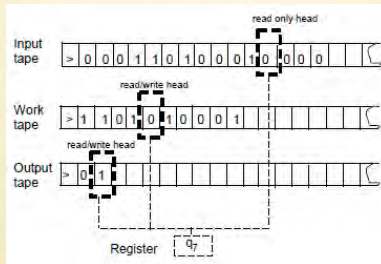 read only head
Input tape
> 0 0 0 1 1 0 1 0 0 0 1 0 0 0 0
read/write head
Work tape
> 1 1 0 1 0 1 0 0 0 1
read/write head
Output tape
> 0 1
Register q7